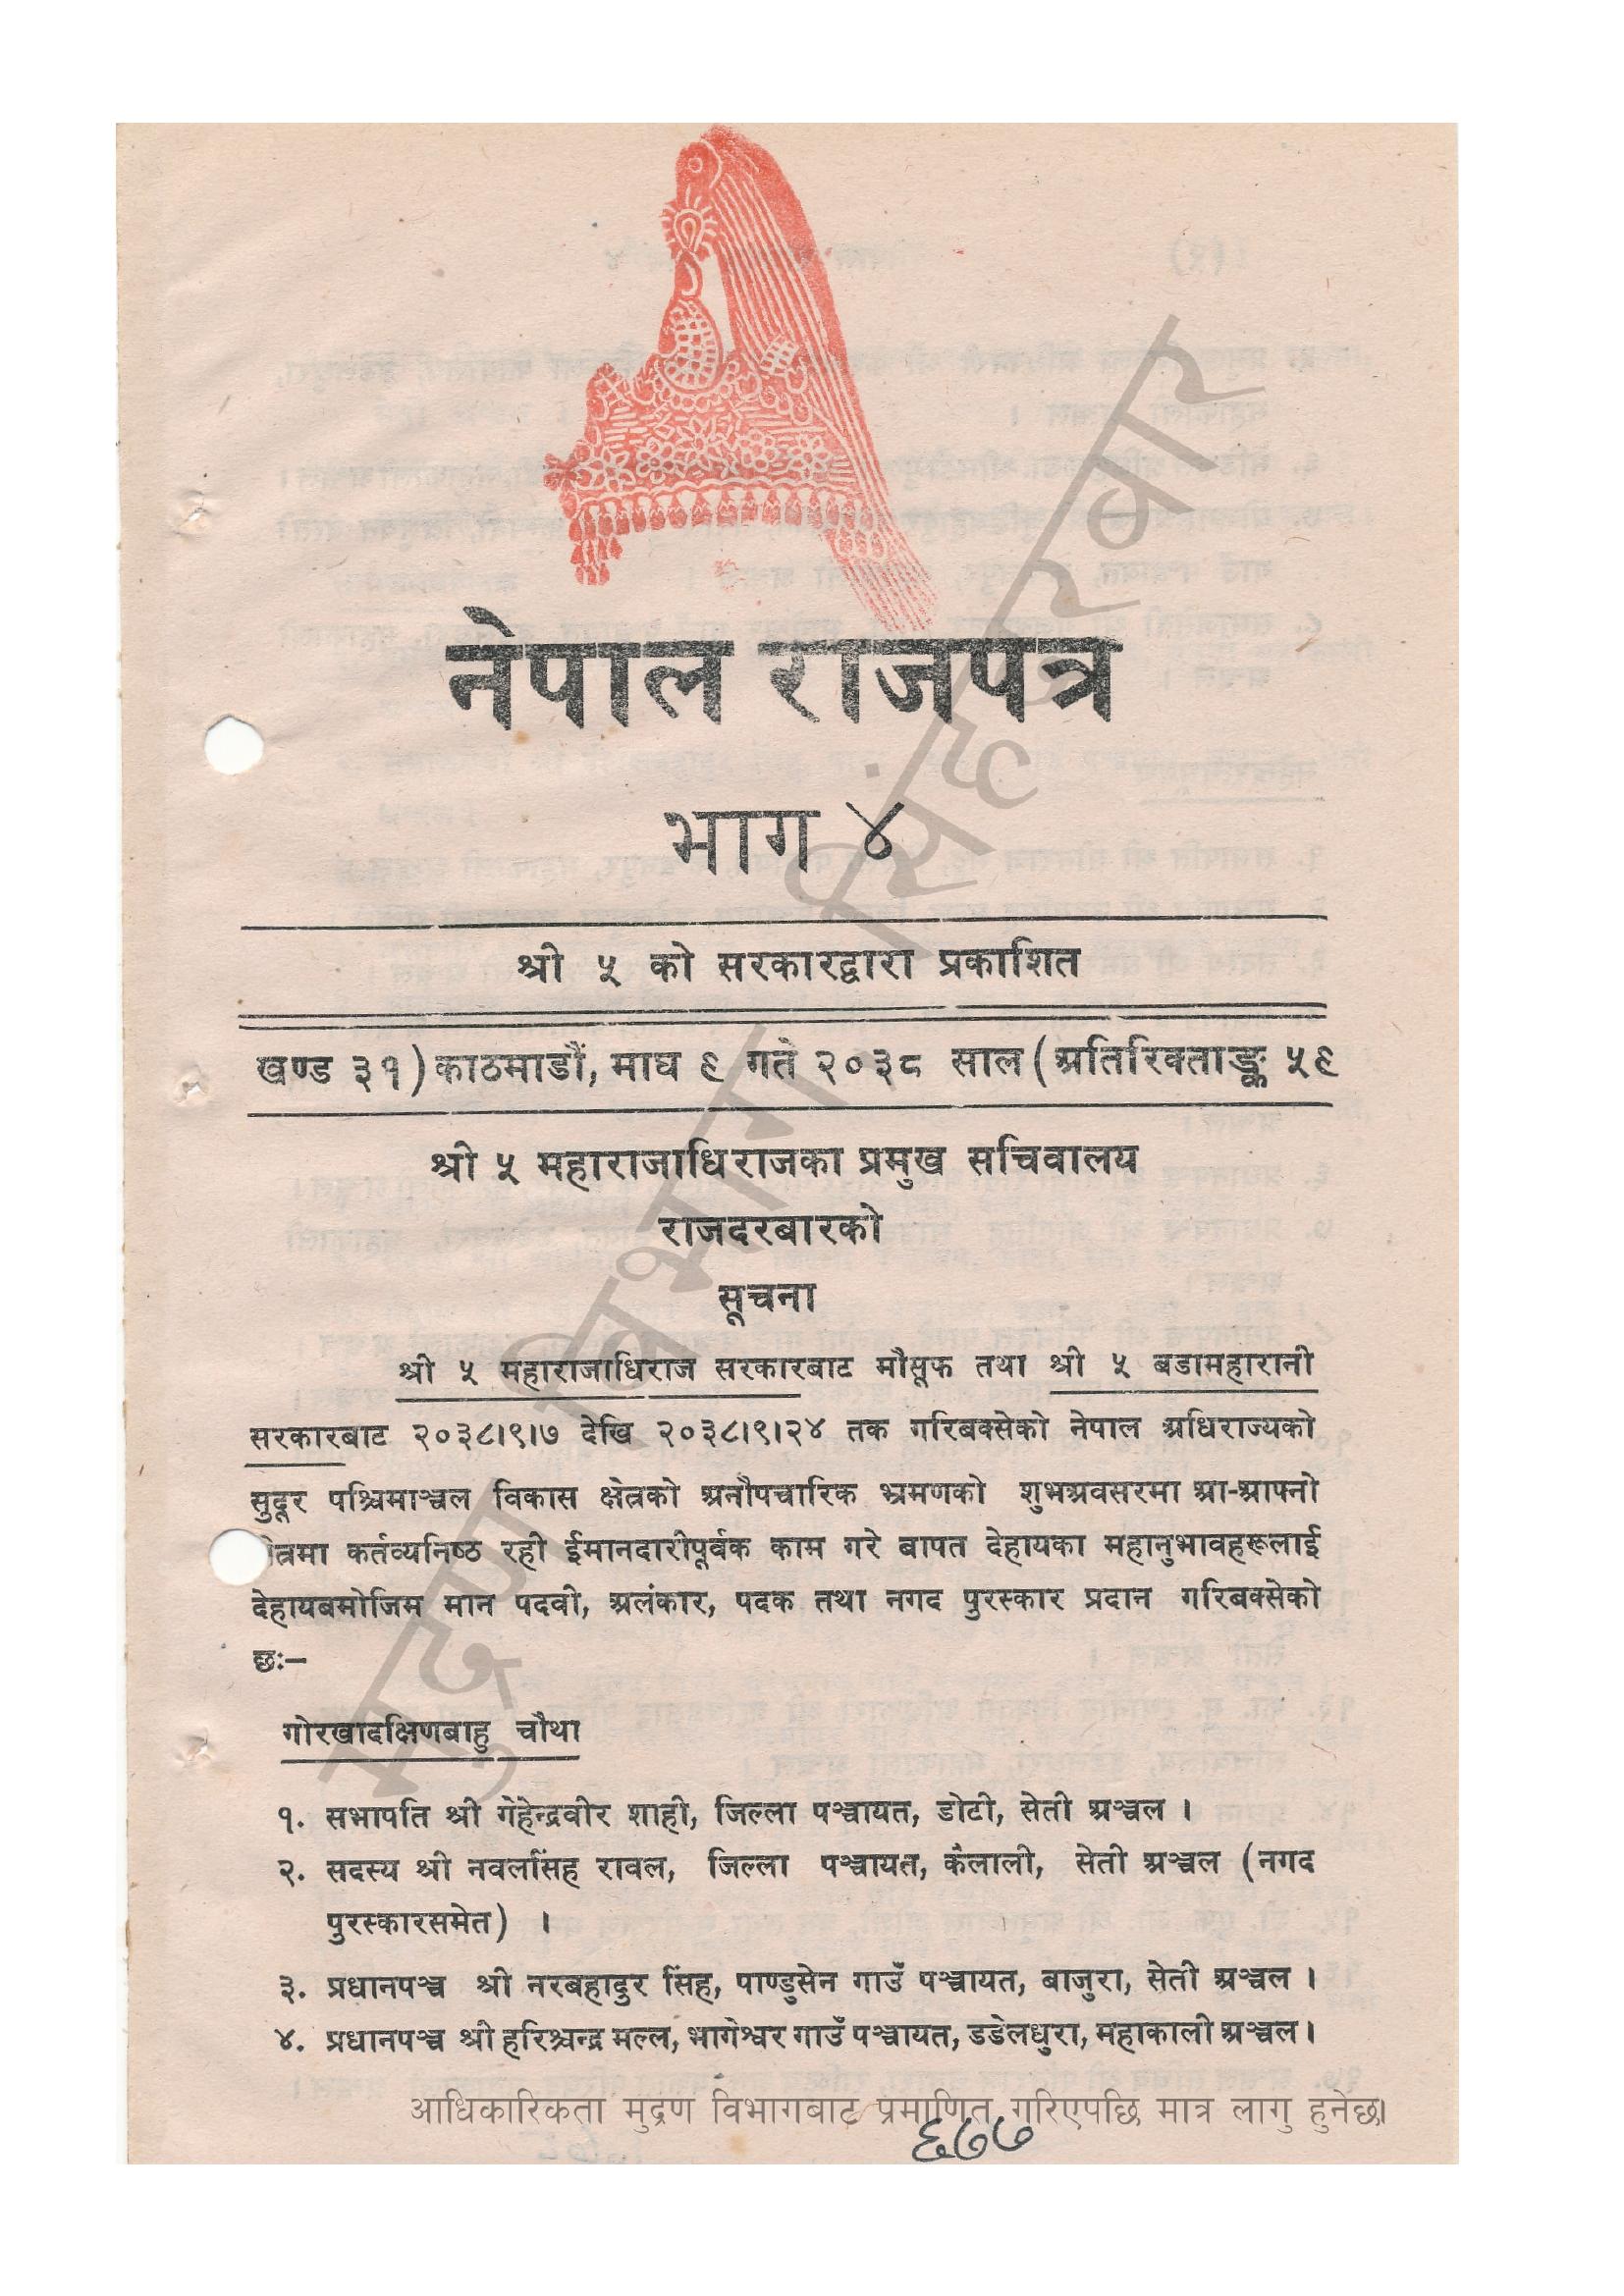 नेपाल राजपत्र
भाग ४
श्री ५ को सरकारद्वारा प्रकाशित
खण्ड ३१) काठमाडौं, माघ ९ गते २०३८ साल (अतिरिक्ताङ्क ५९
श्री ५ महाराजाधिराजका प्रमुख सचिवालय
राजदरबारको
सूचना
श्री ५ महाराजाधिराज सरकारबाट मौसूफ तथा श्री ५ बडामहारानी
सरकारबाट २०३८।९।७ देखि २०३८।९।२४ तक गरिबक्सेको नेपाल अधिराज्यको
सुदूर पश्चिमाञ्चल विकास क्षेत्रको अनौपचारिक भ्रमणको शुभअवसरमा आ-आफ्नो
कर्तव्यनिष्ठ रही ईमानदारीपूर्वक काम गरे बापत देहायका महानुभावहरूलाई
देहायबमोजिम मान पदवी, अलंकार, पदक तथा नगद पुरस्कार प्रदान गरिबक्सेको
छः–
गोरखादक्षिणबाहु चौथा
१. सभापति श्री गेहेन्द्रवीर शाही, जिल्ला पञ्चायत, डोटी, सेती अञ्चल ।
२. सदस्य श्री नवलसिंह रावल, जिल्ला पञ्चायत, कैलाली, सेती अञ्चल (नगद
पुरस्कारसमेत) ।
३. प्रधानपञ्च श्री नरबहादुर सिंह, पाण्डुसेन गाउँ पञ्चायत, बाजुरा, सेती अञ्चल ।
४. प्रधानपञ्च श्री हरिश्चन्द्र मल्ल, भागेश्वर गाउँ पञ्चायत, डडेलधुरा, महाकाली अञ्चल ।
आधिकारिकता मुद्रण विभागबाट प्रमाणित गरिएपछि मात्र लागु हुनेछ।
६७७
मुद्रण विभाग सिंहदरबार